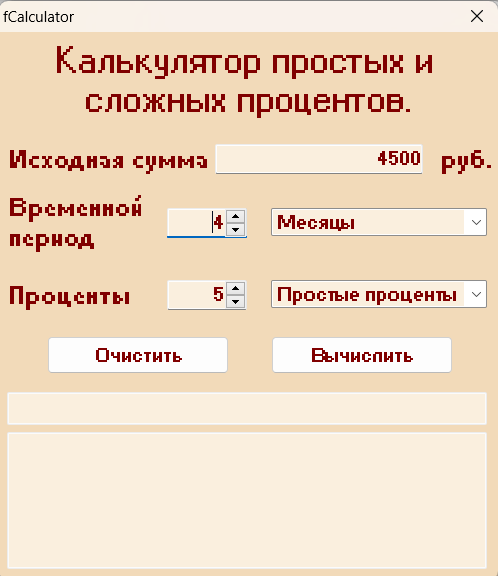 fCalculator
Калькулятор простых и
сложных процентов.
Исходная сумма 4500 руб.
Временной
период 4 Месяцы
Проценты 5 Простые проценты
Очистить Вычислить